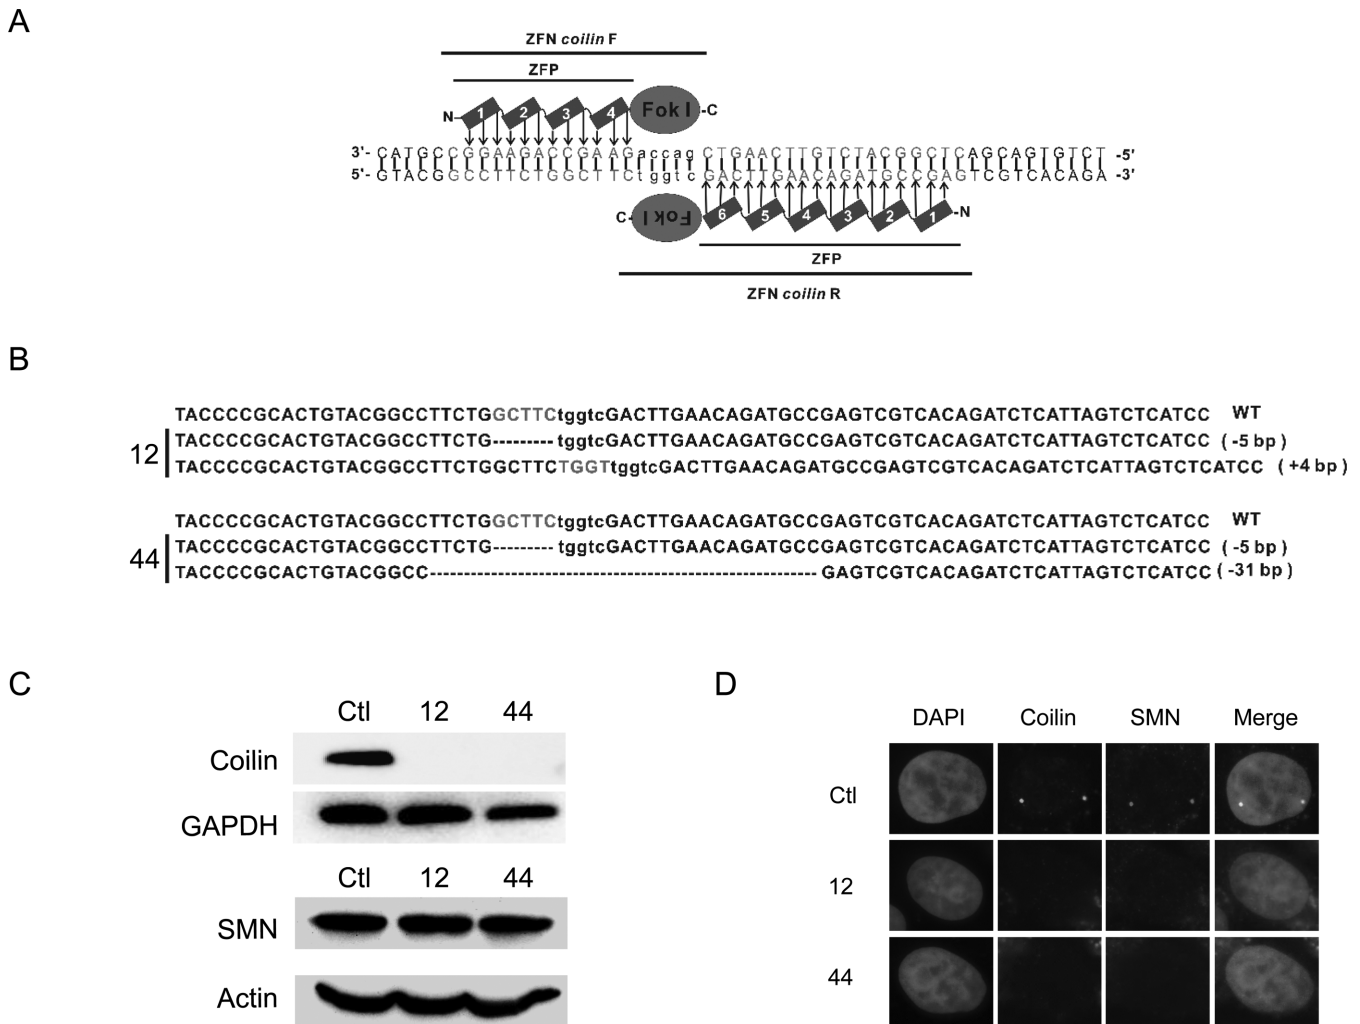 A
ZFN coilin F
ZFP
N 1 2 3 4 Fok I -C
3'- CATGCCGGAAGACCGAAGaccagCTGAACTTGTCTACGGCTCAGCAGTGTCT -5'
5'- GTACGGCCTTCTGGCTTCtggtcGACTTGAACAGATGCCGAGTCGTCACAGA -3'
C- Fok I 6 5 4 3 2 1 -N
ZFP
ZFN coilin R
B
TACCCCGCACTGTACGGCCTTCTGGCTTCtggtcGACTTGAACAGATGCCGAGTCGTCACAGATCTCATTAGTCTCATCC WT
12
TACCCCGCACTGTACGGCCTTCTG---------tggtcGACTTGAACAGATGCCGAGTCGTCACAGATCTCATTAGTCTCATCC (-5 bp)
TACCCCGCACTGTACGGCCTTCTGGCTTCTGGTtggtcGACTTGAACAGATGCCGAGTCGTCACAGATCTCATTAGTCTCATCC (+4 bp)
TACCCCGCACTGTACGGCCTTCTGGCTTCtggtcGACTTGAACAGATGCCGAGTCGTCACAGATCTCATTAGTCTCATCC WT
44
TACCCCGCACTGTACGGCCTTCTG---------tggtcGACTTGAACAGATGCCGAGTCGTCACAGATCTCATTAGTCTCATCC (-5 bp)
TACCCCGCACTGTACGGCC------------------------------------------------------GAGTCGTCACAGATCTCATTAGTCTCATCC (-31 bp)
C
Ctl 12 44
Coilin
GAPDH
Ctl 12 44
SMN
Actin
D
DAPI Coilin SMN Merge
Ctl
12
44